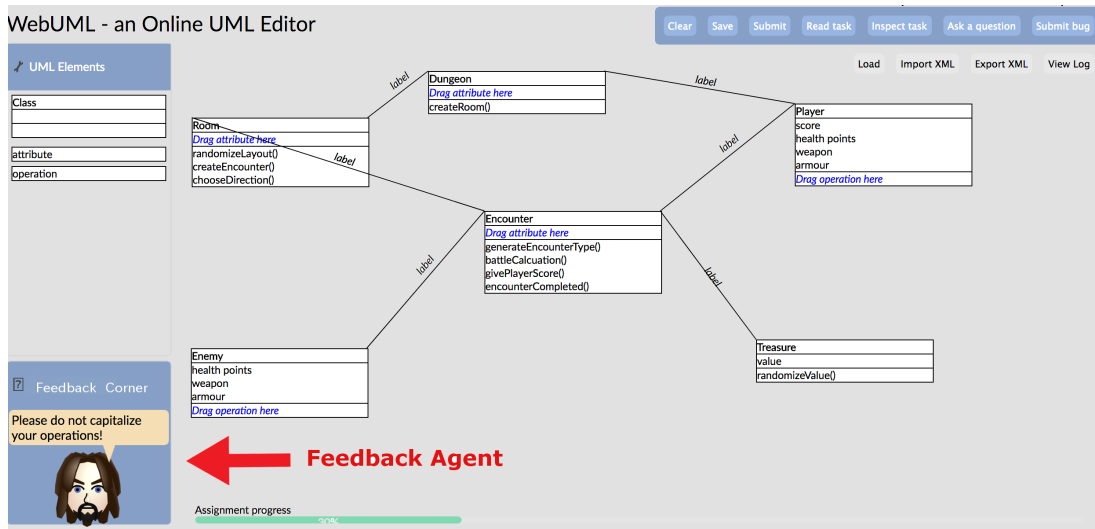 WebUML - an Online UML Editor
Clear Save Submit Read task Inspect task Ask a question Submit bug
Load Import XML Export XML View Log
UML Elements
Class
attribute
operation
label
Dungeon
Drag attribute here
createRoom()
label
Room
Drag attribute here
randomizeLayout()
createEncounter()
chooseDirection()
label
Player
score
health points
weapon
armour
Drag operation here
label
Encounter
Drag attribute here
generateEncounterType()
battleCalcuation()
givePlayerScore()
encounterCompleted()
label
label
Enemy
health points
weapon
armour
Drag operation here
Treasure
value
randomizeValue()
Feedback Corner
Please do not capitalize
your operations!
Feedback Agent
Assignment progress
30%